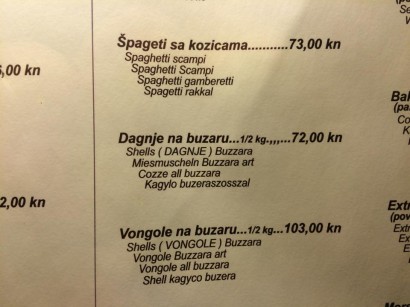 Špageti sa kozicama...........73,00 kn
Spaghetti scampi
Spaghetti Scampi
Spaghetti gamberetti
Spagetti rakkal
Dagnje na buzaru...1/2 kg.,,,..72,00 kn
Shells ( DAGNJE ) Buzzara
Miesmuscheln Buzzara art
Cozze all buzzara
Kagylo buzeraszosszal
Vongole na buzaru...1/2 kg...103,00 kn
Shells ( VONGOLE ) Buzzara
Vongole Buzzara art
Vongole all buzzara
Shell kagyco buzera
5,00 kn
2,00 kn